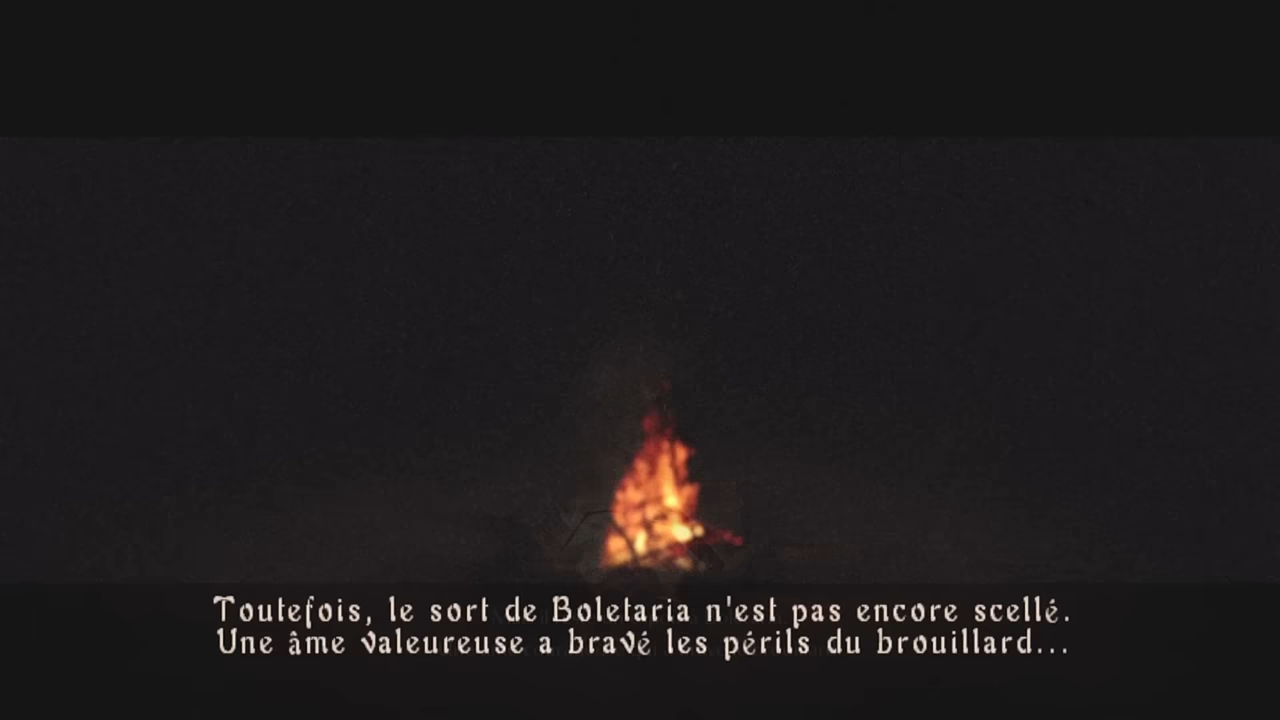 Toutefois, le sort de Boletaria n'est pas encore scellé.
Une âme valeureuse a bravé les périls du brouillard...